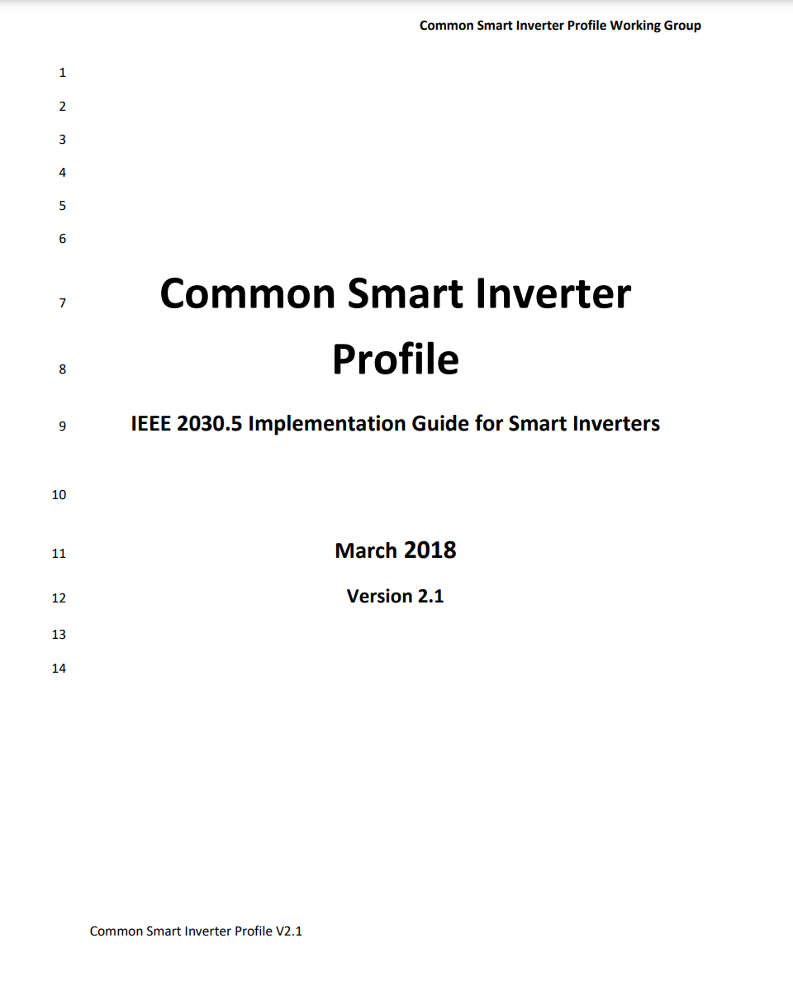 Common Smart Inverter Profile Working Group
1
2
3
4
5
6
7 Common Smart Inverter
8 Profile
9 IEEE 2030.5 Implementation Guide for Smart Inverters
10
11 March 2018
12 Version 2.1
13
14
Common Smart Inverter Profile V2.1